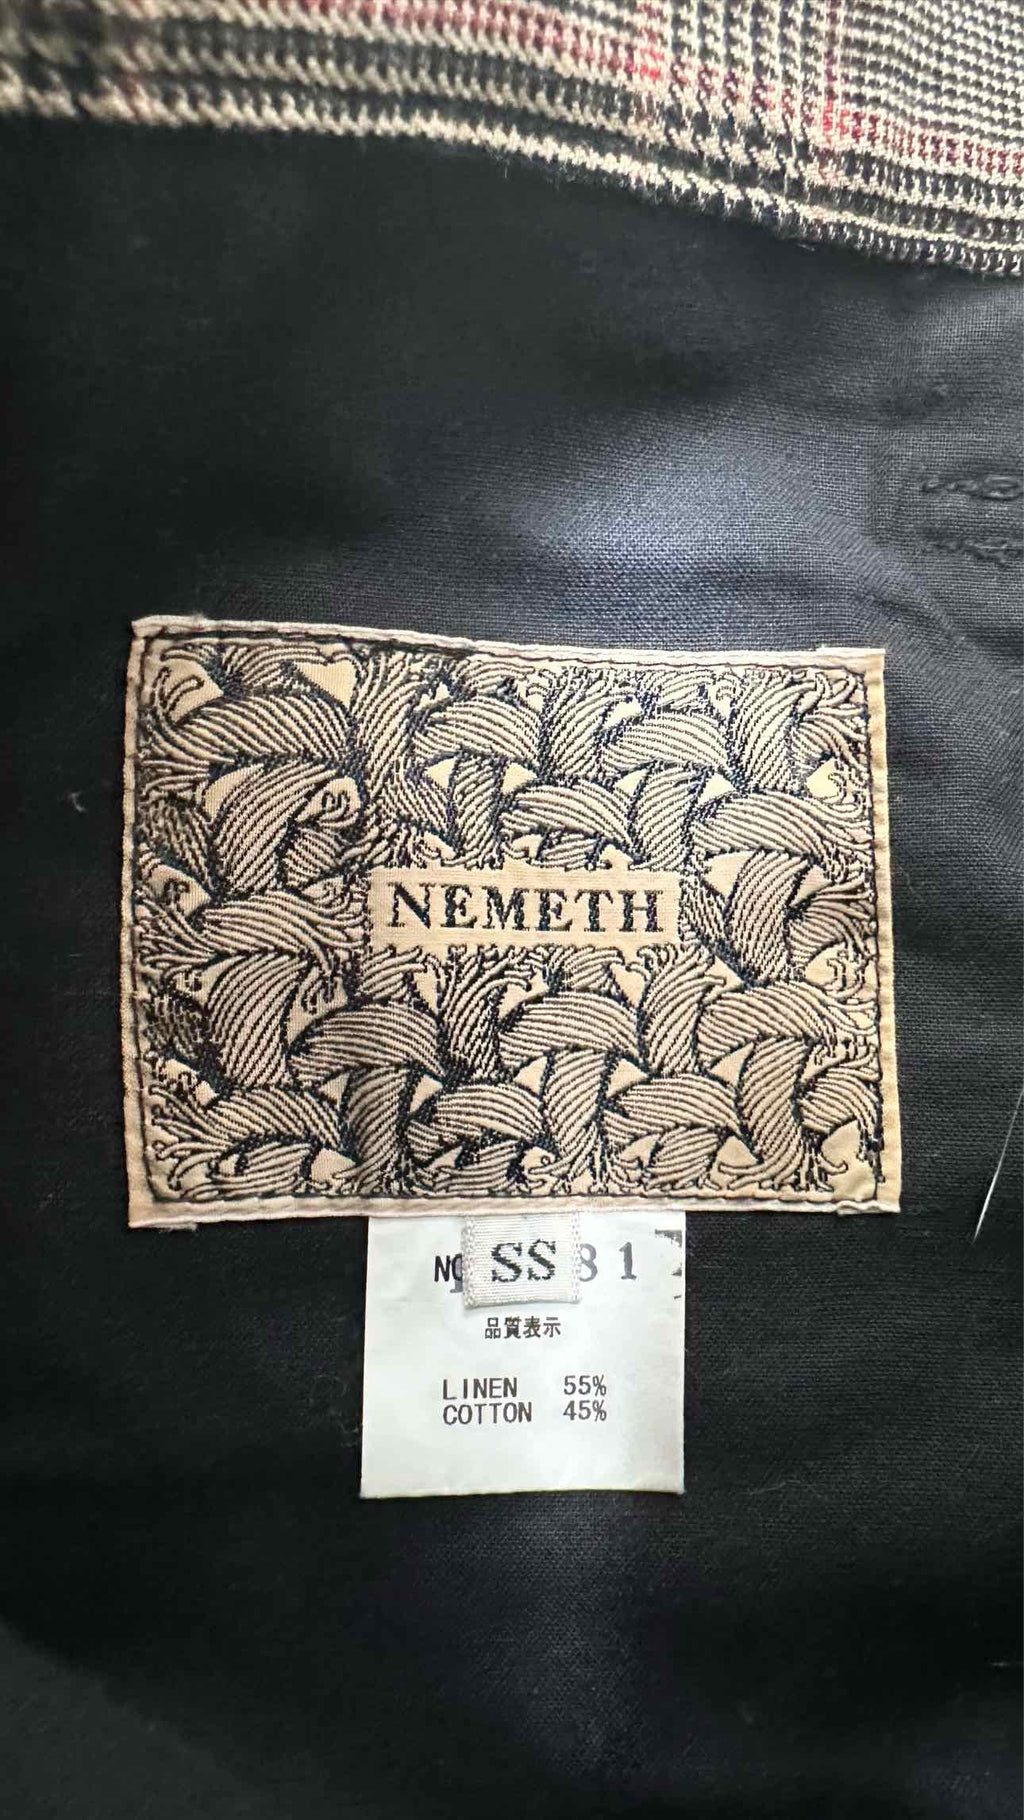 NEMETH
SS
81
品質表示
LINEN 55%
COTTON 45%